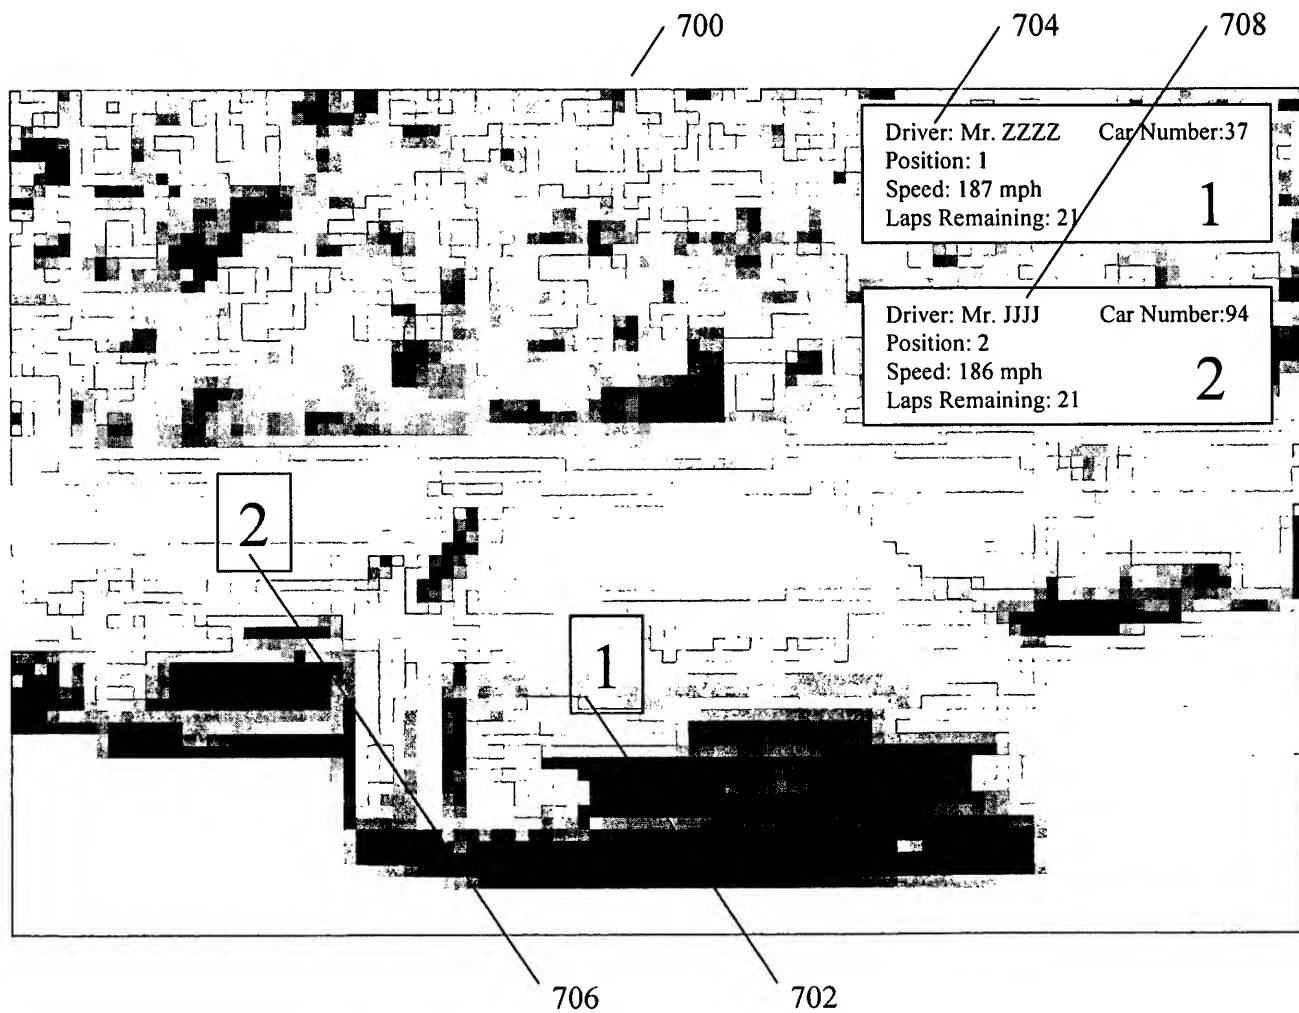 700
704
708
Driver: Mr. ZZZZ Car Number:37
Position: 1
Speed: 187 mph
Laps Remaining: 21
1
Driver: Mr. JJJJ Car Number:94
Position: 2
Speed: 186 mph
Laps Remaining: 21
2
2
1
706
702